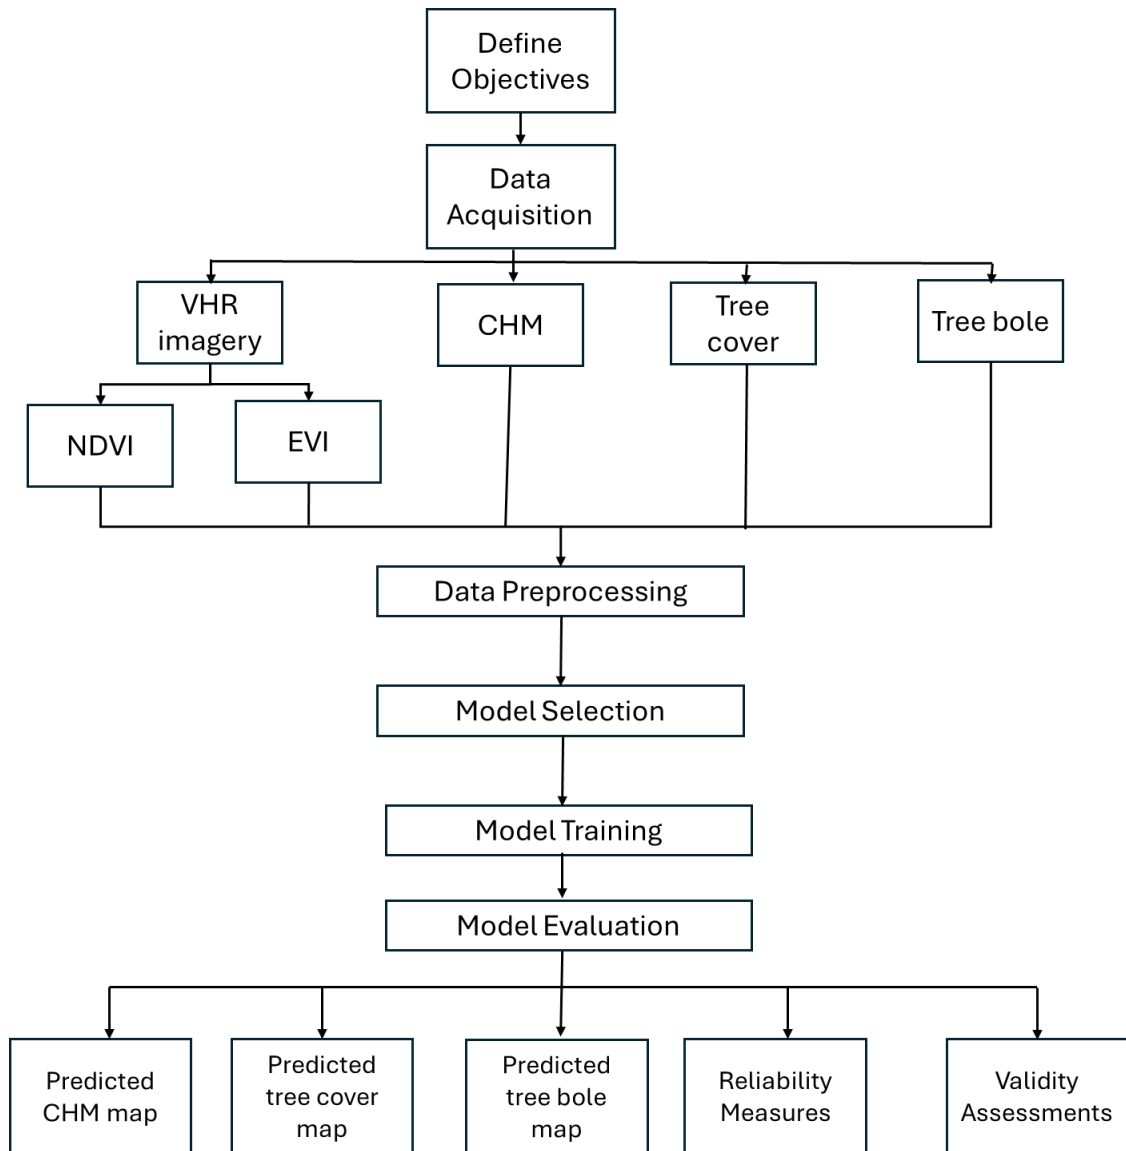 Define
Objectives
Data
Acquisition
VHR
imagery
CHM
Tree
cover
Tree bole
NDVI
EVI
Data Preprocessing
Model Selection
Model Training
Model Evaluation
Predicted
CHM map
Predicted
tree cover
map
Predicted
tree bole
map
Reliability
Measures
Validity
Assessments